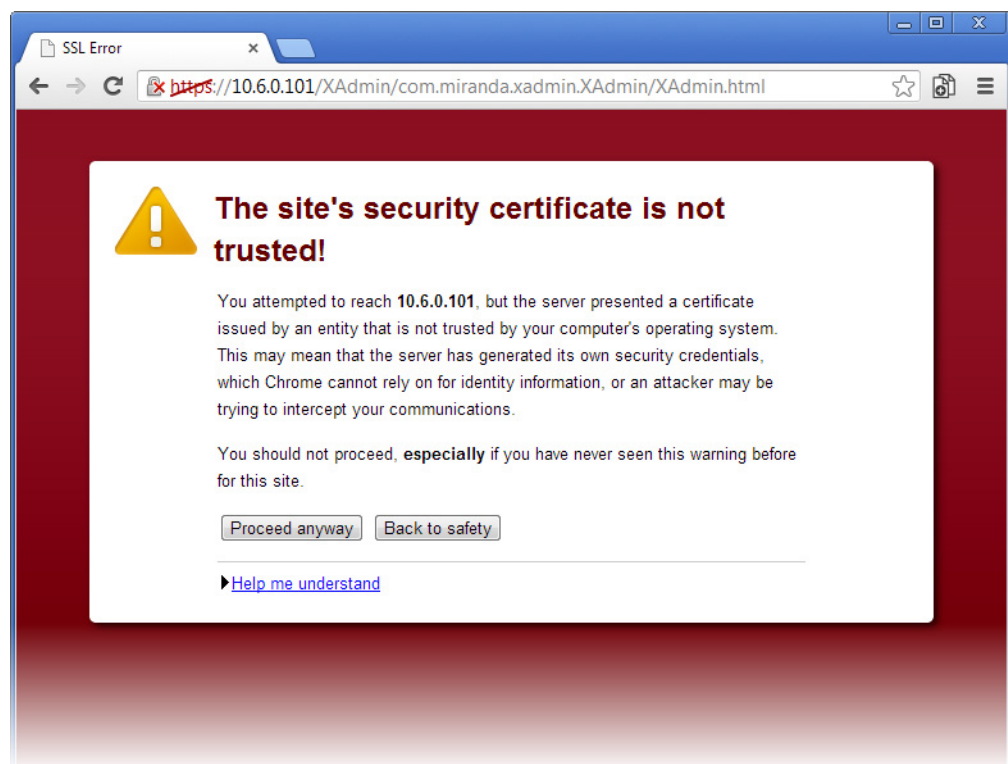 SSL Error
https://10.6.0.101/XAdmin/com.miranda.xadmin.XAdmin/XAdmin.html
The site's security certificate is not
trusted!
You attempted to reach 10.6.0.101, but the server presented a certificate
issued by an entity that is not trusted by your computer's operating system.
This may mean that the server has generated its own security credentials,
which Chrome cannot rely on for identity information, or an attacker may be
trying to intercept your communications.
You should not proceed, especially if you have never seen this warning before
for this site.
Proceed anyway Back to safety
Help me understand